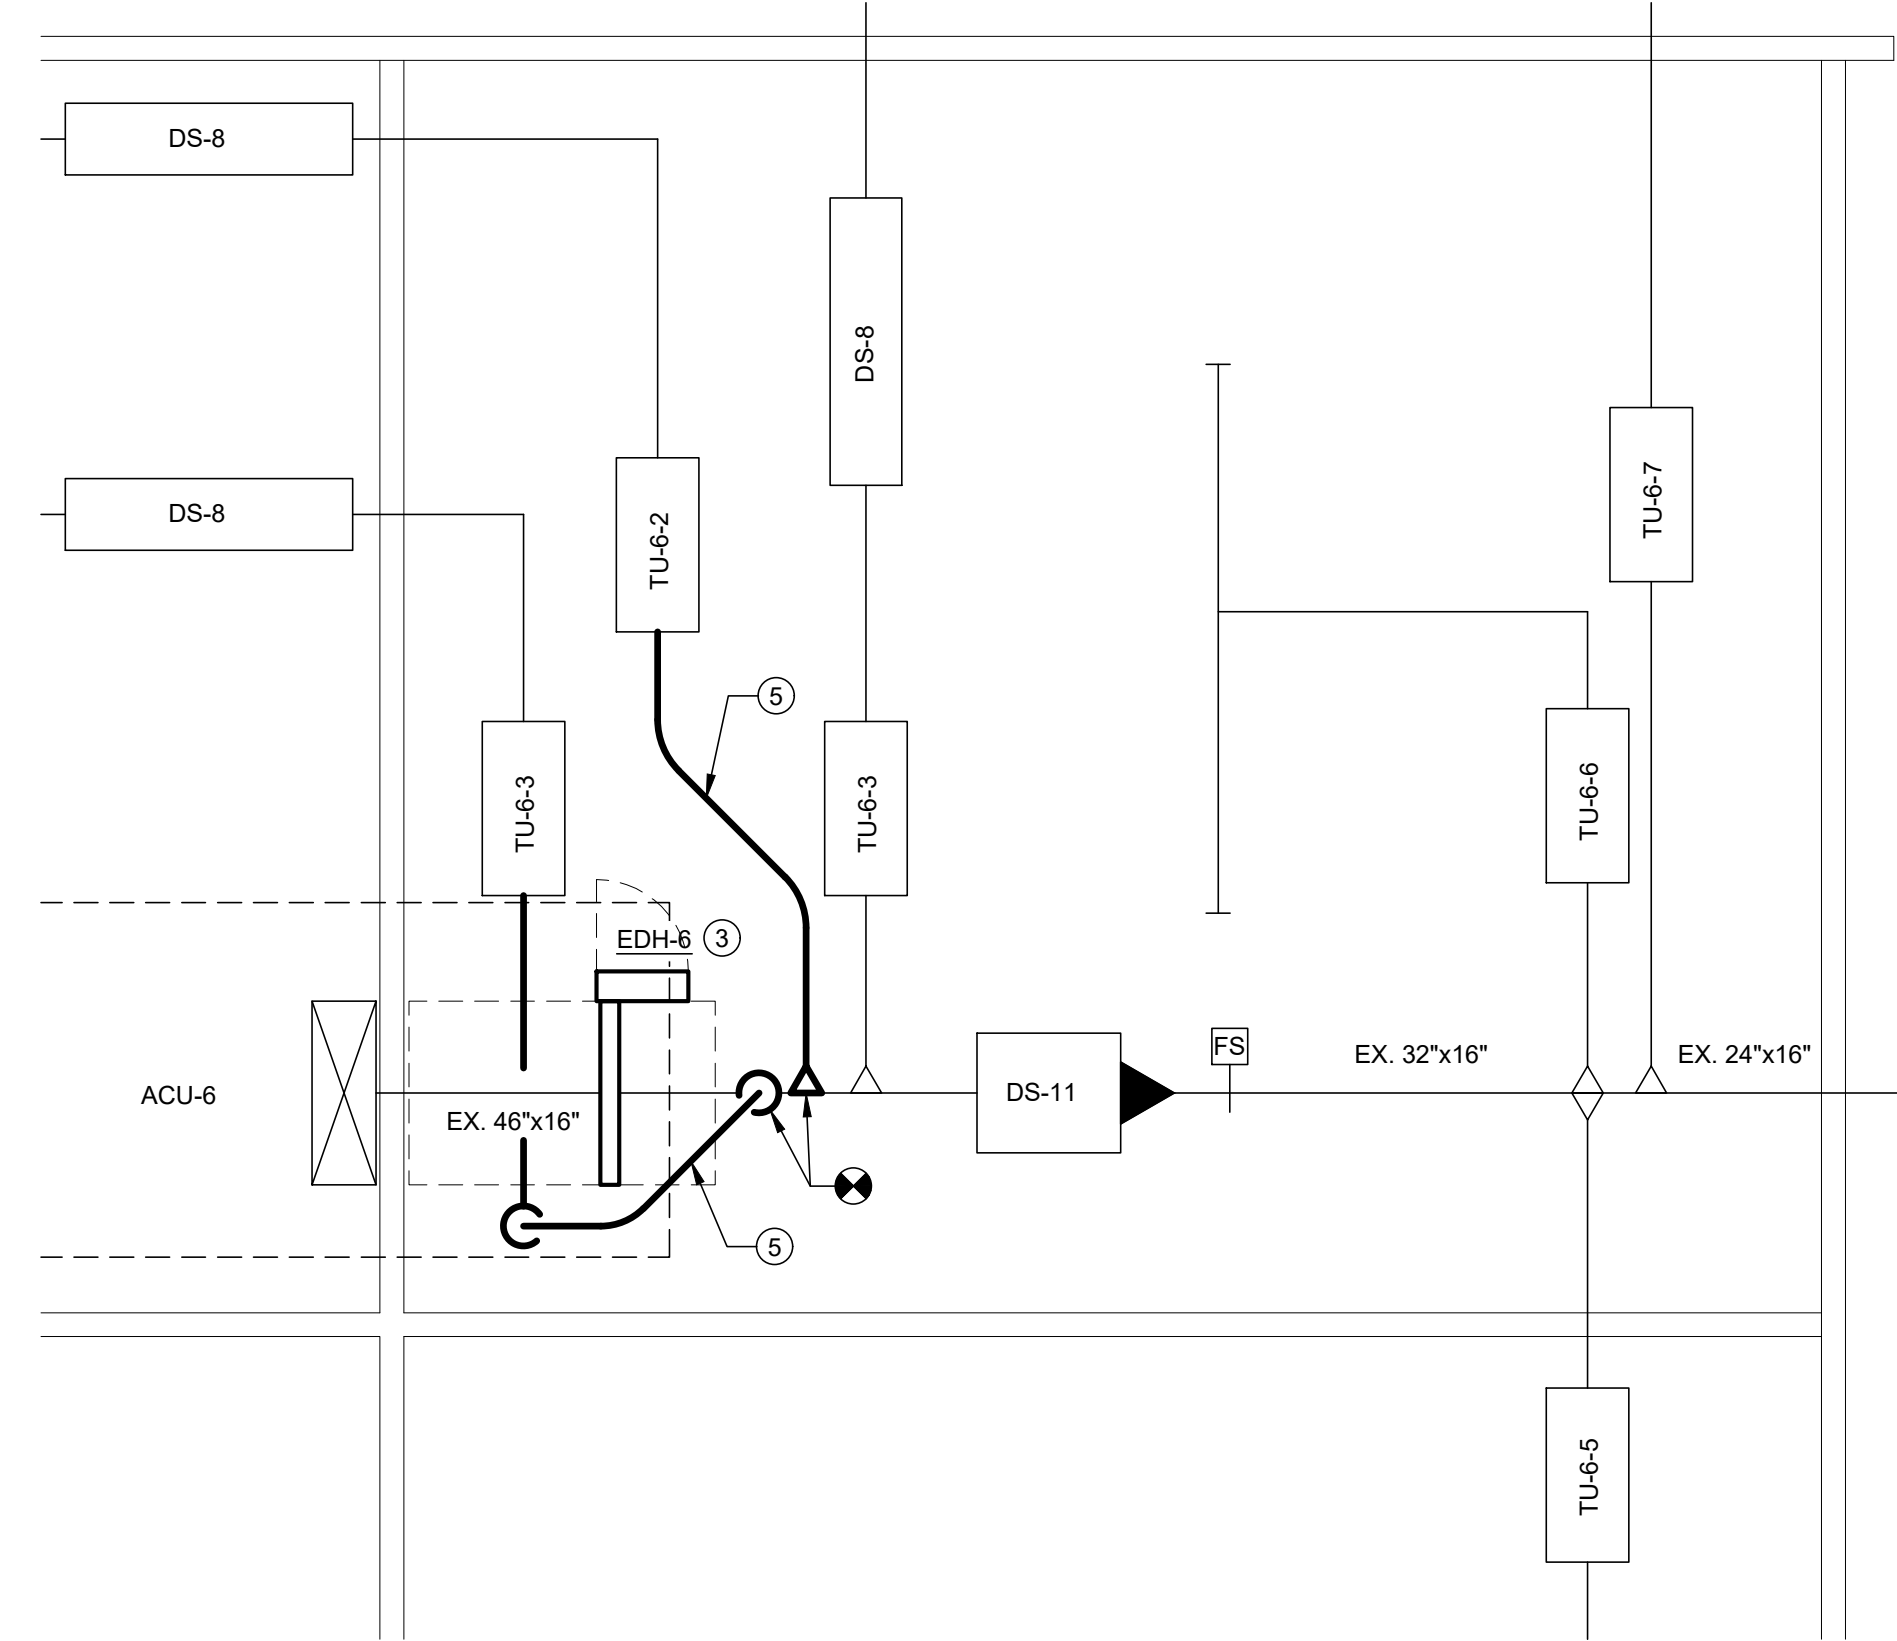 DS-8
DS-8
DS-8
TU-6-7
TU-6-2
5
TU-6-3
TU-6-3
TU-6-6
EDH-6
3
FS
EX. 32"x16"
EX. 24"x16"
ACU-6
DS-11
EX. 46"x16"
5
TU-6-5